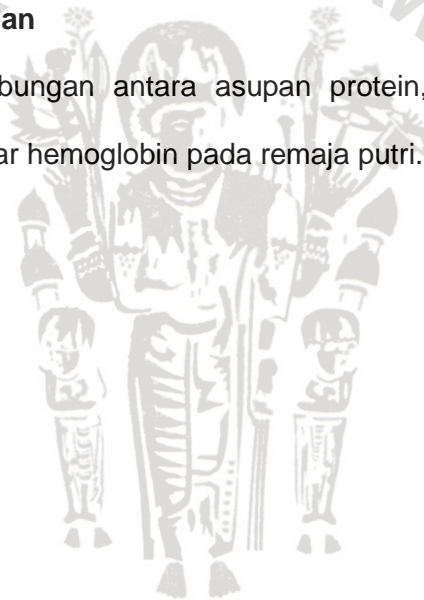 an
bungan antara asupan protein,
ar hemoglobin pada remaja putri.